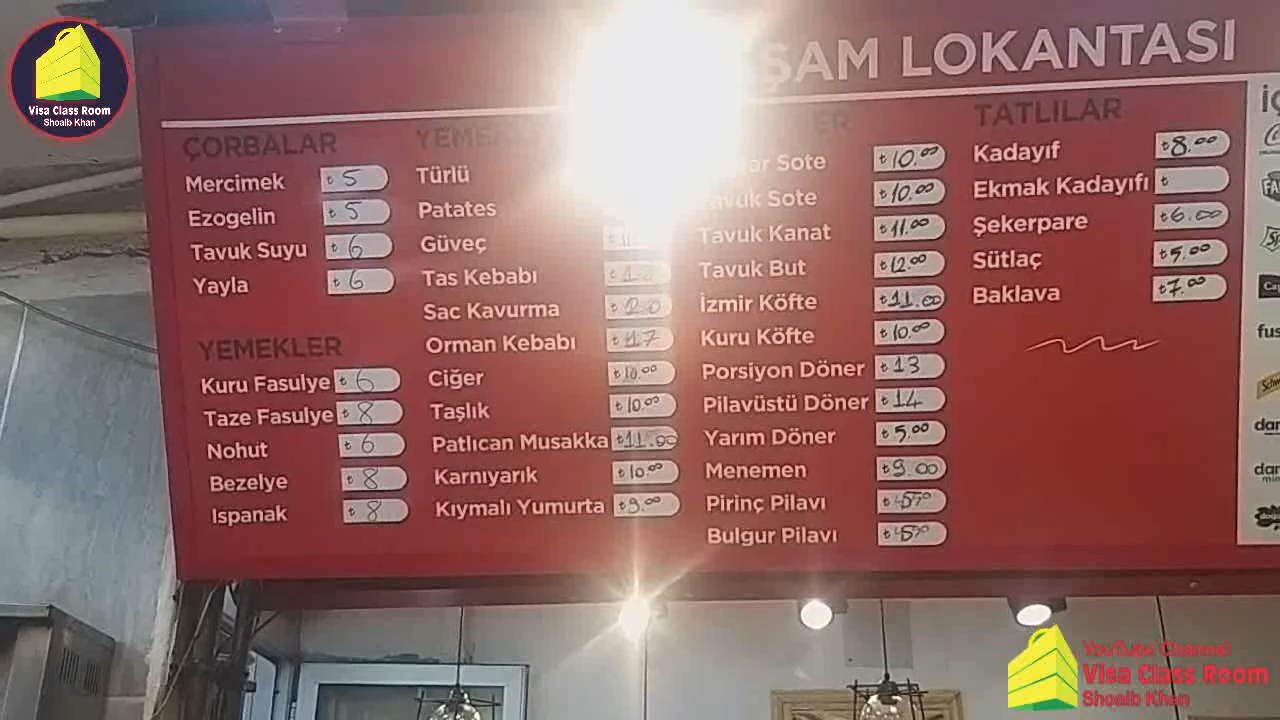 Visa Class Room
Shoaib Khan
ŞAM LOKANTASI
ÇORBALAR
Mercimek ₺ 5
Ezogelin ₺ 5
Tavuk Suyu ₺ 6
Yayla ₺ 6
YEMEKLER
Kuru Fasulye ₺ 6
Taze Fasulye ₺ 8
Nohut ₺ 6
Bezelye ₺ 8
Ispanak ₺ 8
Türlü
Patates
Güveç
Tas Kebabı
Sac Kavurma
Orman Kebabı ₺ 17
Ciğer ₺ 10.00
Taşlık ₺ 10.00
Patlıcan Musakka ₺ 11.00
Karnıyarık ₺ 10.00
Kıymalı Yumurta ₺ 9.00
Sote ₺ 10.00
Tavuk Sote ₺ 10.00
Tavuk Kanat ₺ 11.00
Tavuk But ₺ 12.00
İzmir Köfte ₺ 11.00
Kuru Köfte ₺ 10.00
Porsiyon Döner ₺ 13
Pilavüstü Döner ₺ 14
Yarım Döner ₺ 5.00
Menemen ₺ 9.00
Pirinç Pilavı
Bulgur Pilavı
TATLILAR
Kadayıf ₺ 8.00
Ekmak Kadayıfı ₺
Şekerpare ₺ 6.00
Sütlaç ₺ 5.00
Baklava ₺ 7.00
YouTube Channel
Visa Class Room
Shoaib Khan